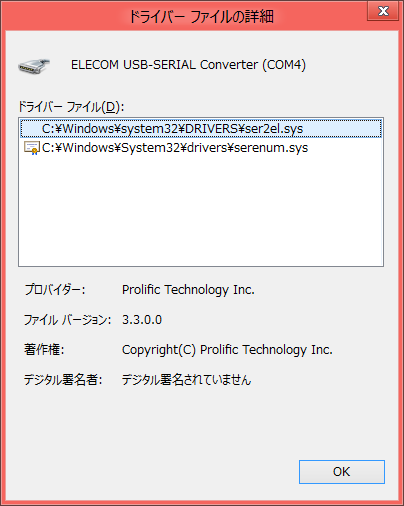 ドライバー ファイルの詳細
ELECOM USB-SERIAL Converter (COM4)
ドライバー ファイル(D):
C:¥Windows¥system32¥DRIVERS¥ser2el.sys
C:¥Windows¥System32¥drivers¥serenum.sys
プロバイダー: Prolific Technology Inc.
ファイル バージョン: 3.3.0.0
著作権: Copyright(C) Prolific Technology Inc.
デジタル署名者: デジタル署名されていません
OK